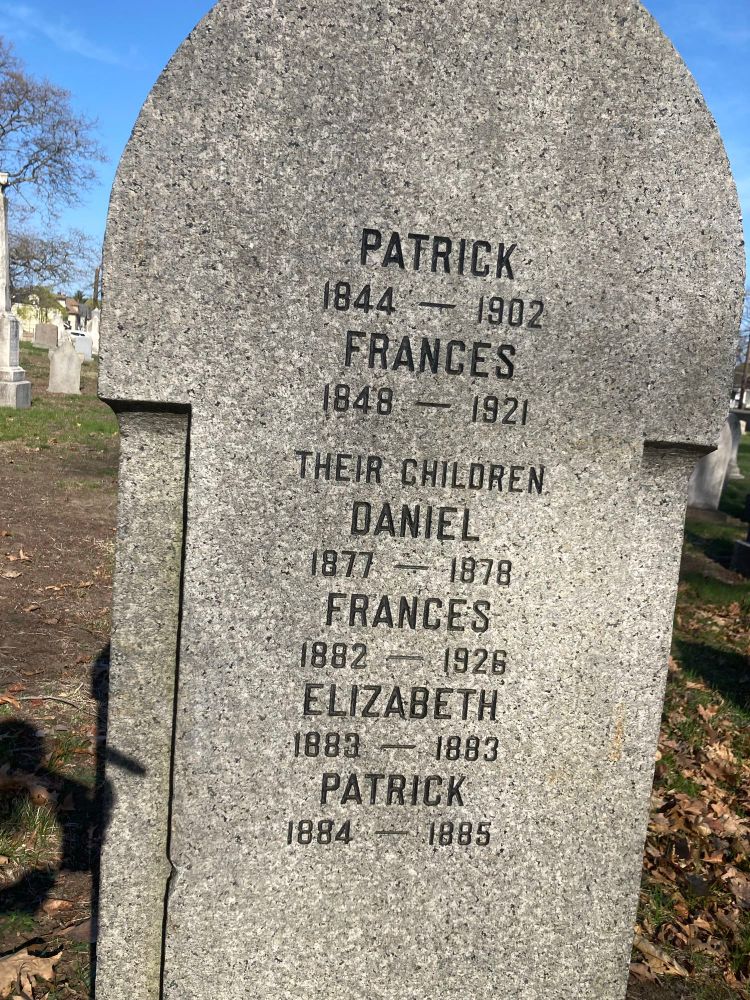 PATRICK
1844 — 1902
FRANCES
1848 — 1921
THEIR CHILDREN
DANIEL
1877 — 1878
FRANCES
1882 — 1926
ELIZABETH
1883 — 1883
PATRICK
1884 — 1885